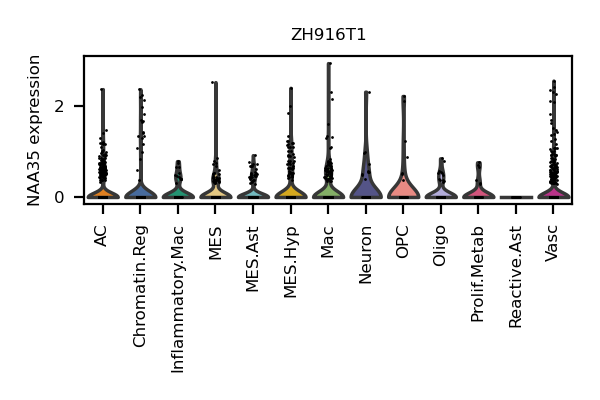 ZH916T1
NAA35 expression
2
0
AC
Chromatin.Reg
Inflammatory.Mac
MES
MES.Ast
MES.Hyp
Mac
Neuron
OPC
Oligo
Prolif.Metab
Reactive.Ast
Vasc